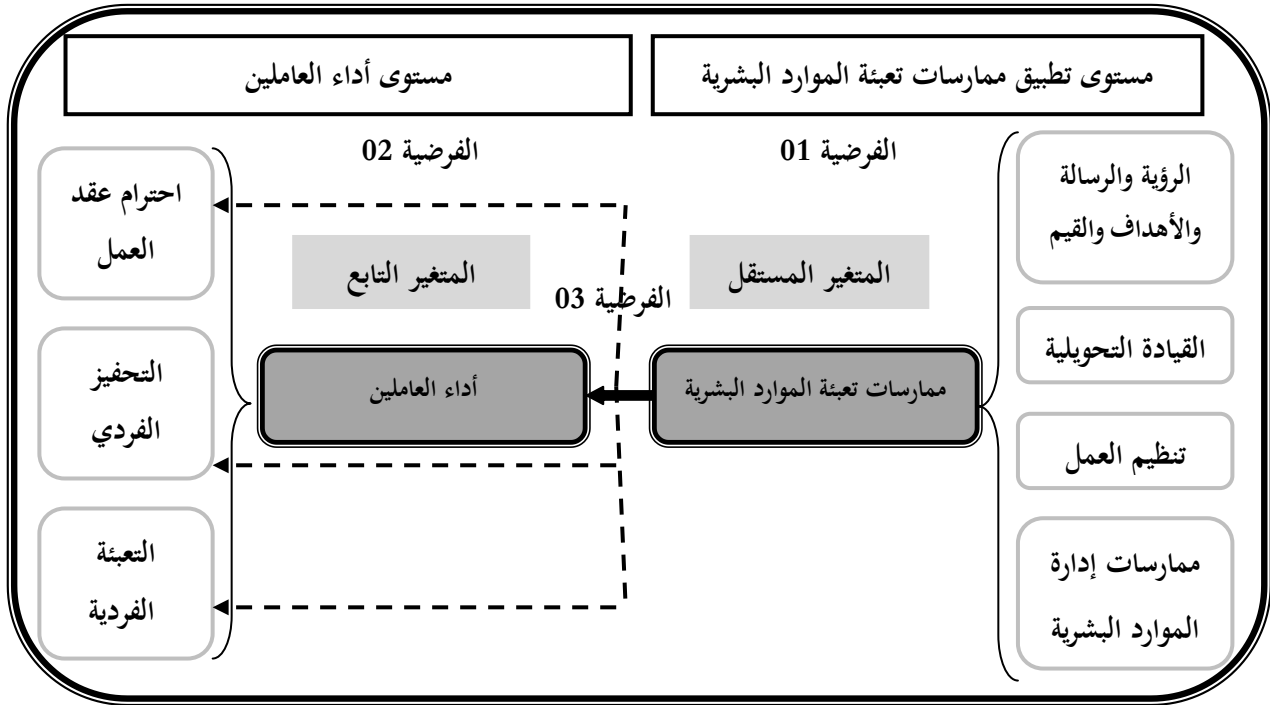 مستوى تطبيق ممارسات تعبئة الموارد البشرية
مستوى أداء العاملين
الفرضية 01
الفرضية 02
الرؤية والرسالة
والأهداف والقيم
احترام عقد
العمل
المتغير المستقل
المتغير التابع
الفرضية 03
القيادة التحويلية
التحفيز
الفردي
ممارسات تعبئة الموارد البشرية
أداء العاملين
تنظيم العمل
ممارسات إدارة
الموارد البشرية
التعبئة
الفردية